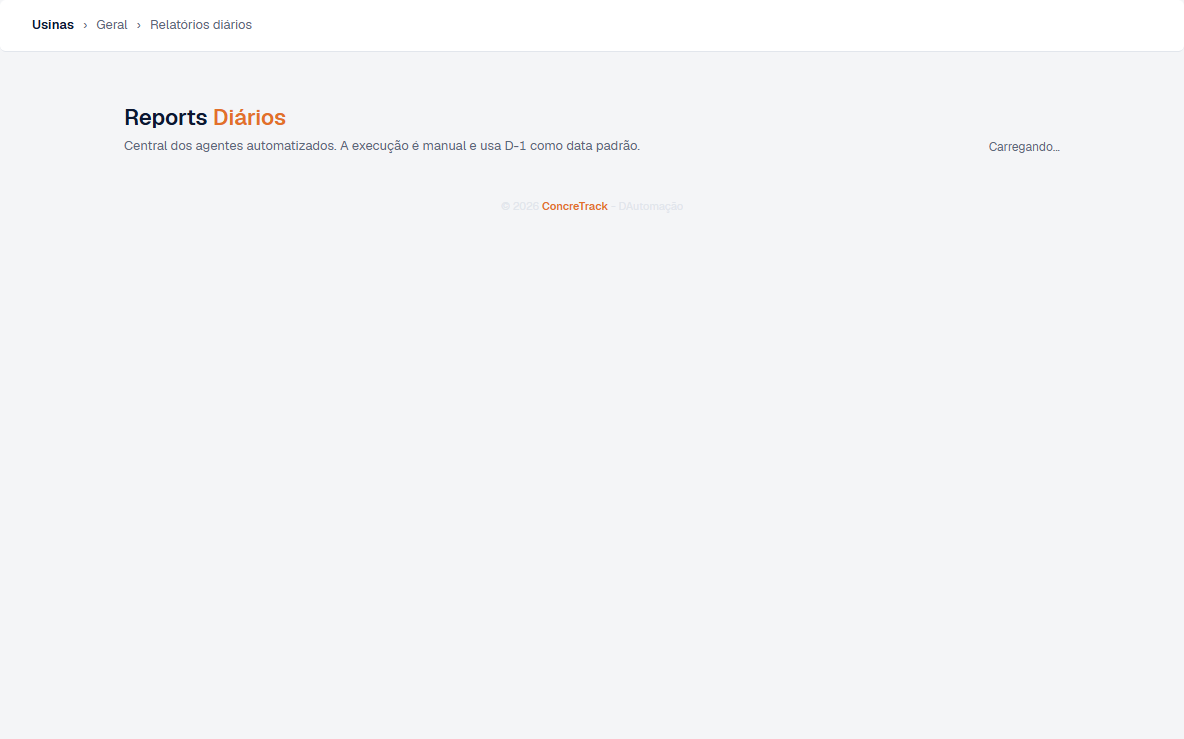 Usinas › Geral › Relatórios diários
Reports Diários
Central dos agentes automatizados. A execução é manual e usa D-1 como data padrão.
Carregando...
© 2026 ConcreTrack - DAutomação